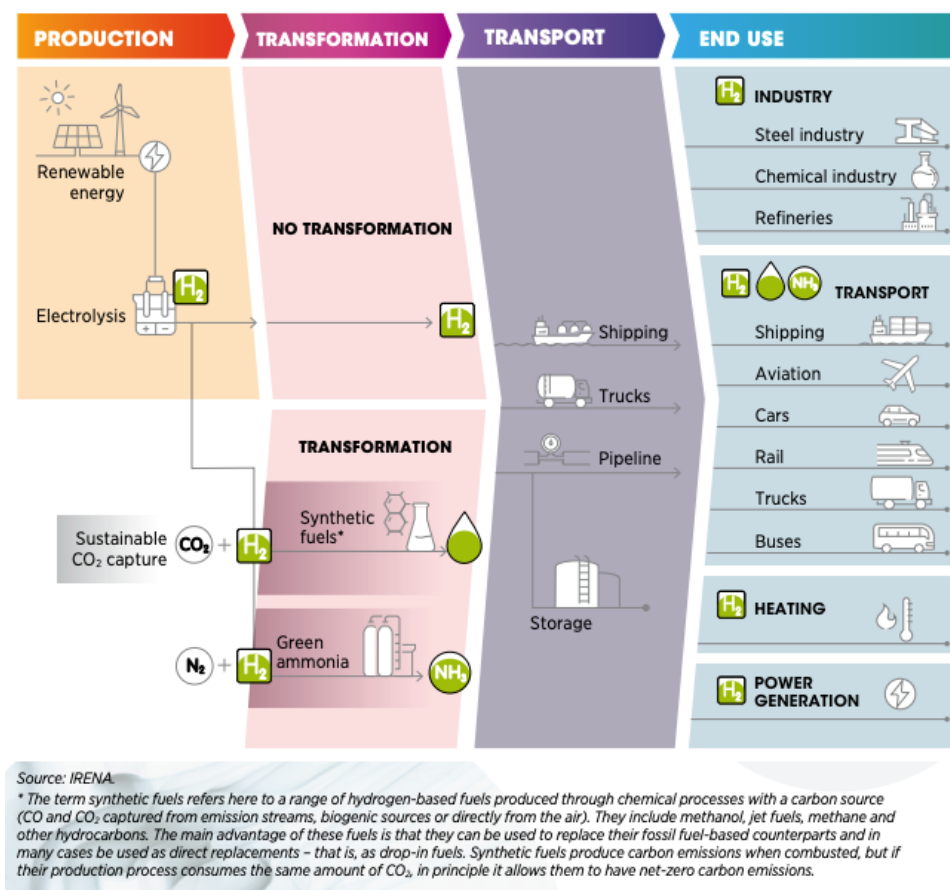 PRODUCTION
TRANSFORMATION
TRANSPORT
END USE
Renewable
energy
Electrolysis
+ −
H₂
NO TRANSFORMATION
H₂
TRANSFORMATION
Sustainable
CO₂ capture
CO₂ + H₂
Synthetic
fuels*
N₂ + H₂
Green
ammonia
NH₃
Shipping
Trucks
Pipeline
Storage
H₂ INDUSTRY
Steel industry
Chemical industry
Refineries
H₂ NH₃ TRANSPORT
Shipping
Aviation
Cars
Rail
Trucks
Buses
H₂ HEATING
H₂ POWER
GENERATION
Source: IRENA.
* The term synthetic fuels refers here to a range of hydrogen-based fuels produced through chemical processes with a carbon source
(CO and CO₂ captured from emission streams, biogenic sources or directly from the air). They include methanol, jet fuels, methane and
other hydrocarbons. The main advantage of these fuels is that they can be used to replace their fossil fuel-based counterparts and in
many cases be used as direct replacements – that is, as drop-in fuels. Synthetic fuels produce carbon emissions when combusted, but if
their production process consumes the same amount of CO₂, in principle it allows them to have net-zero carbon emissions.